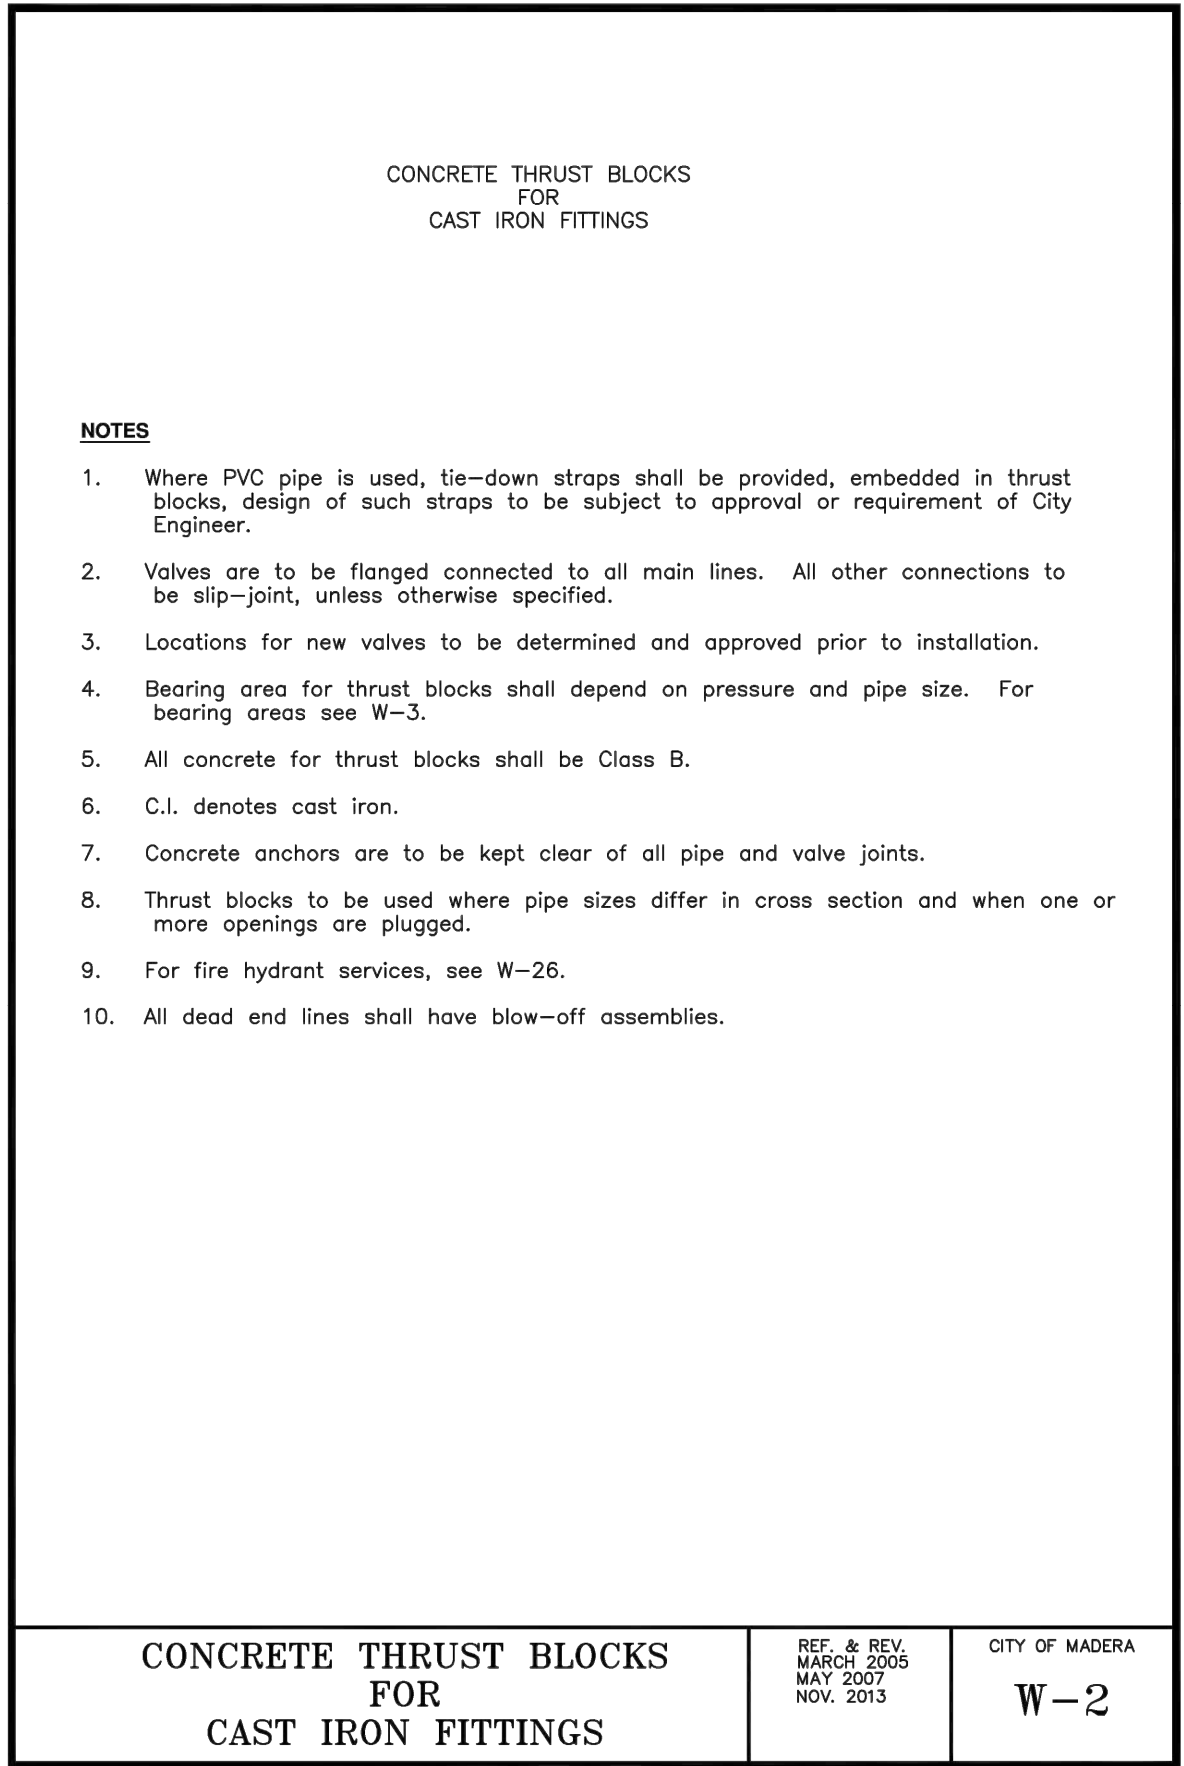 CONCRETE THRUST BLOCKS
FOR
CAST IRON FITTINGS
NOTES
1. Where PVC pipe is used, tie-down straps shall be provided, embedded in thrust
blocks, design of such straps to be subject to approval or requirement of City
Engineer.
2. Valves are to be flanged connected to all main lines. All other connections to
be slip-joint, unless otherwise specified.
3. Locations for new valves to be determined and approved prior to installation.
4. Bearing area for thrust blocks shall depend on pressure and pipe size. For
bearing areas see W-3.
5. All concrete for thrust blocks shall be Class B.
6. C.I. denotes cast iron.
7. Concrete anchors are to be kept clear of all pipe and valve joints.
8. Thrust blocks to be used where pipe sizes differ in cross section and when one or
more openings are plugged.
9. For fire hydrant services, see W-26.
10. All dead end lines shall have blow-off assemblies.
CONCRETE THRUST BLOCKS
FOR
CAST IRON FITTINGS
REF. & REV.
MARCH 2005
MAY 2007
NOV. 2013
CITY OF MADERA
W-2